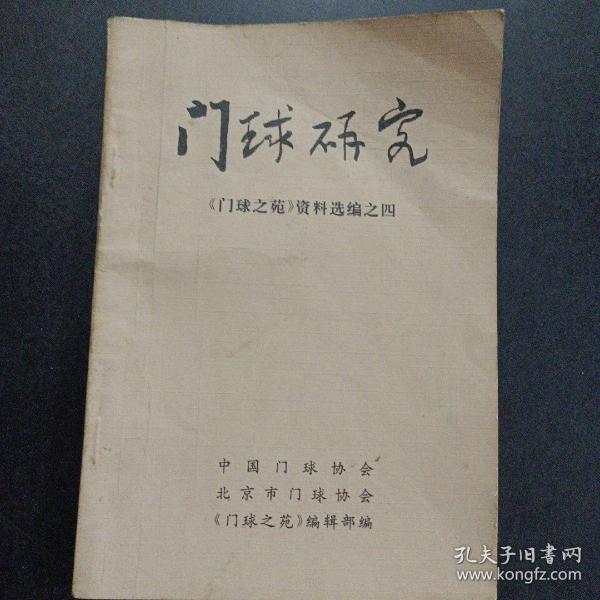 门球研究
《门球之苑》资料选编之四
中国门球协会
北京市门球协会
《门球之苑》编辑部编
孔夫子旧书网
www.kongfz.com